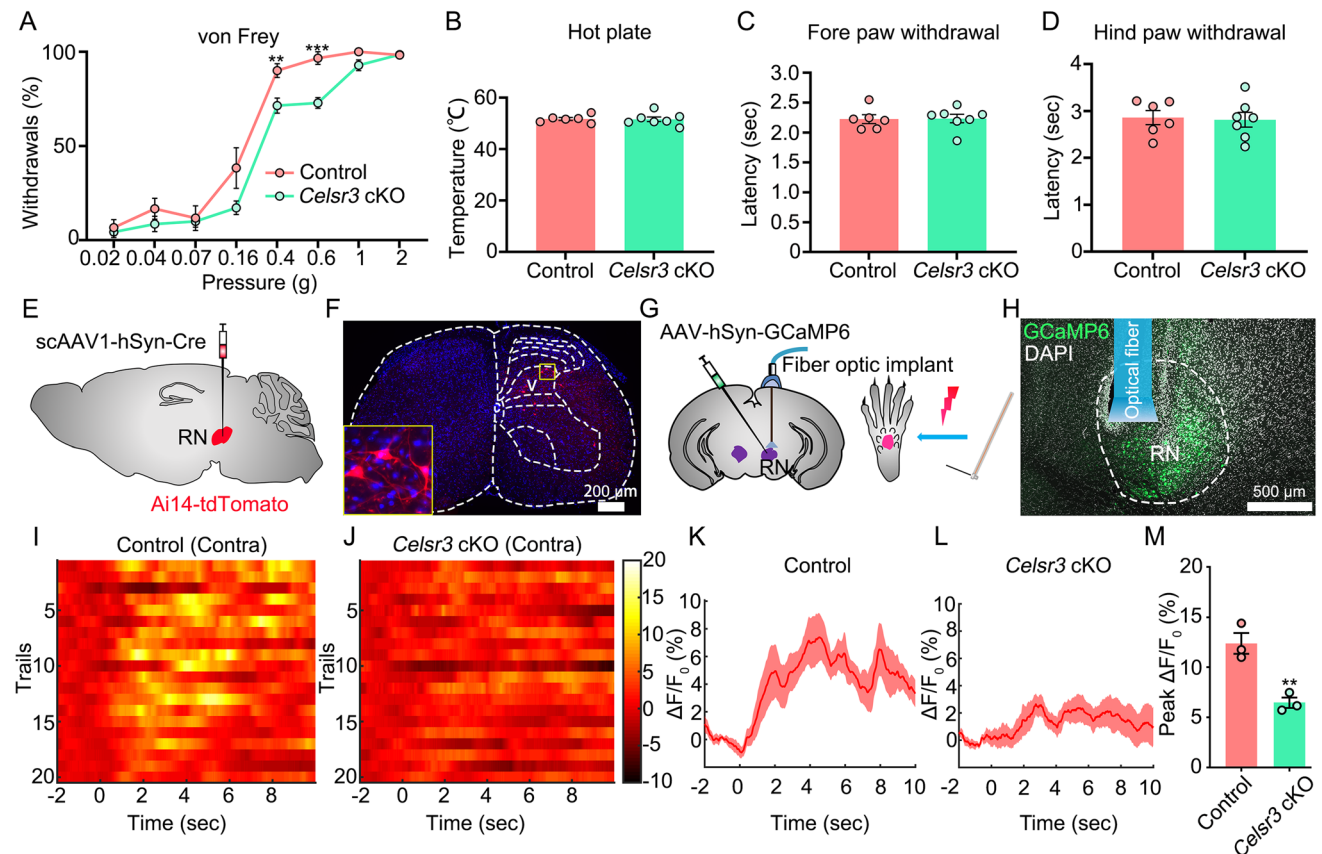 A
von Frey
Withdrawals (%)
100
50
0
** ***
Control
Celsr3 cKO
0.02 0.04 0.07 0.16 0.4 0.6 1 2
Pressure (g)
B
Hot plate
Temperature (℃)
60
40
20
0
Control Celsr3 cKO
C
Fore paw withdrawal
Latency (sec)
3.0
2.5
2.0
1.5
1.0
0.5
0
Control Celsr3 cKO
D
Hind paw withdrawal
Latency (sec)
4
3
2
1
0
Control Celsr3 cKO
E
scAAV1-hSyn-Cre
RN
Ai14-tdTomato
F
V
200 μm
G
AAV-hSyn-GCaMP6
Fiber optic implant
RN
H
GCaMP6
DAPI
Optical fiber
RN
500 μm
I
Control (Contra)
Trails
5
10
15
20
-2 0 2 4 6 8
Time (sec)
J
Celsr3 cKO (Contra)
Trails
5
10
15
20
-2 0 2 4 6 8
Time (sec)
20
15
10
5
0
-5
-10
K
Control
ΔF/F0 (%)
10
8
6
4
2
0
-2 0 2 4 6 8 10
Time (sec)
L
Celsr3 cKO
ΔF/F0 (%)
10
8
6
4
2
0
-2 0 2 4 6 8 10
Time (sec)
M
Peak ΔF/F0 (%)
20
15
10
5
0
**
Control
Celsr3 cKO